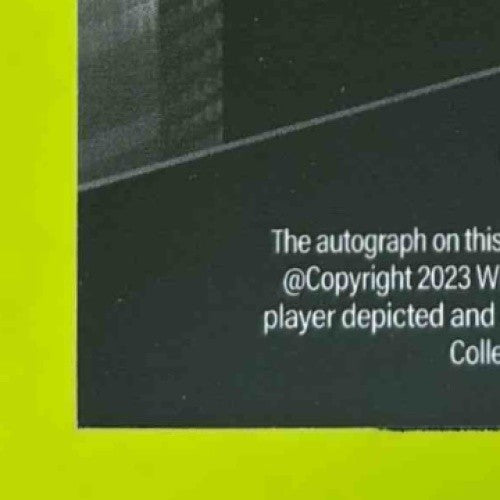 The autograph on this
@Copyright 2023 W
player depicted and
Colle